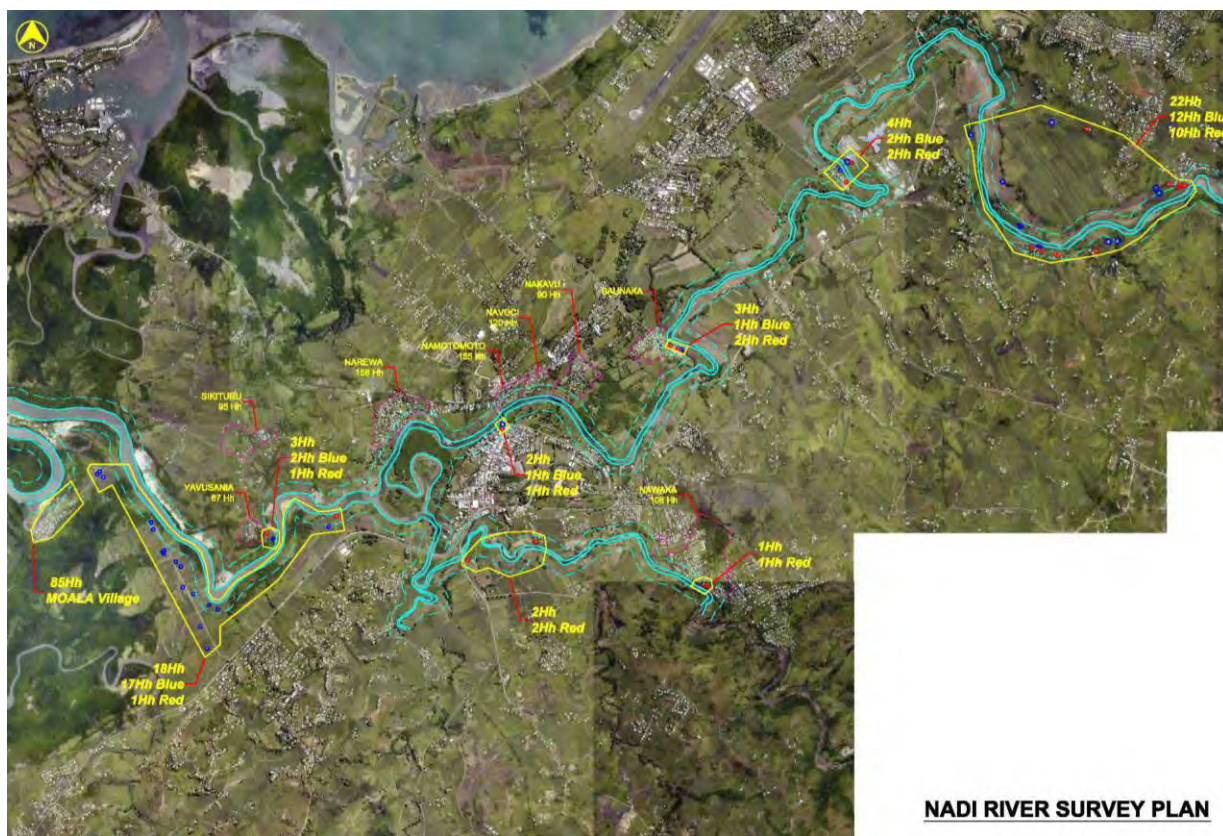 N
22Hh
12Hh Blu
10Hh Red
4Hh
2Hh Blue
2Hh Red
NAKAVU
90 Hh
SAUNAKA
NAVOCI
120 Hh
3Hh
1Hh Blue
2Hh Red
NAMOTOMOTO
155 Hh
NAREWA
158 Hh
SIKITURU
95 Hh
3Hh
2Hh Blue
1Hh Red
2Hh
1Hh Blue
1Hh Red
YAVUSANIA
67 Hh
NAWAKA
108 Hh
1Hh
1Hh Red
85Hh
MOALA Village
2Hh
2Hh Red
18Hh
17Hh Blue
1Hh Red
NADI RIVER SURVEY PLAN